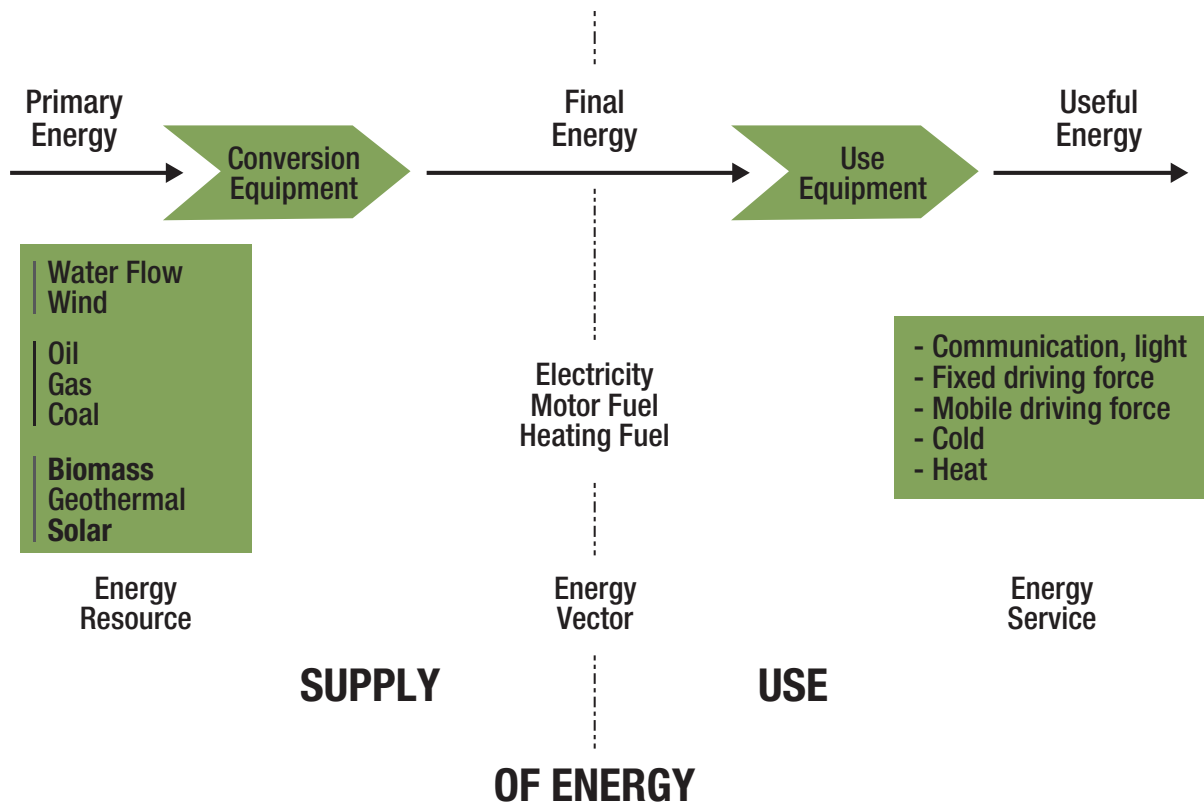 Primary
Energy
Conversion
Equipment
Final
Energy
Use
Equipment
Useful
Energy
Water Flow
Wind
Oil
Gas
Coal
Biomass
Geothermal
Solar
Electricity
Motor Fuel
Heating Fuel
- Communication, light
- Fixed driving force
- Mobile driving force
- Cold
- Heat
Energy
Resource
Energy
Vector
Energy
Service
SUPPLY
USE
OF ENERGY